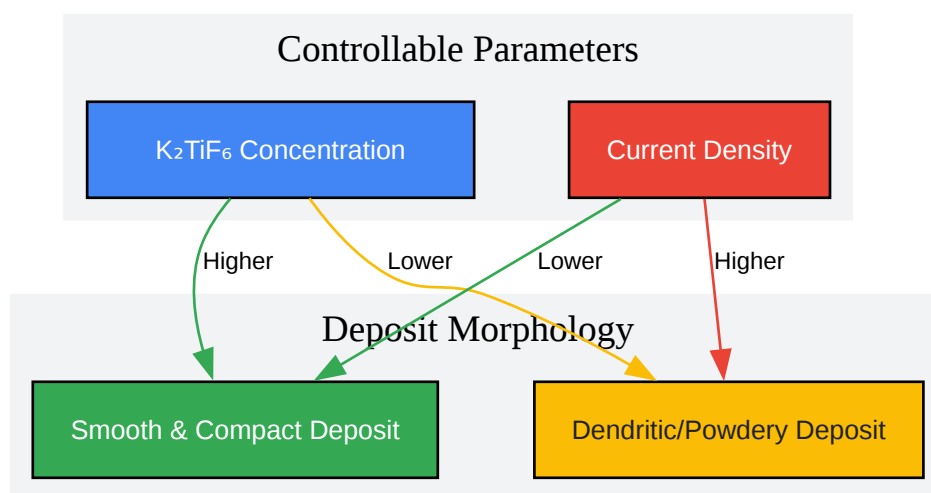 Controllable Parameters
K₂TiF₆ Concentration
Current Density
Higher
Lower
Lower
Higher
Deposit Morphology
Smooth & Compact Deposit
Dendritic/Powdery Deposit